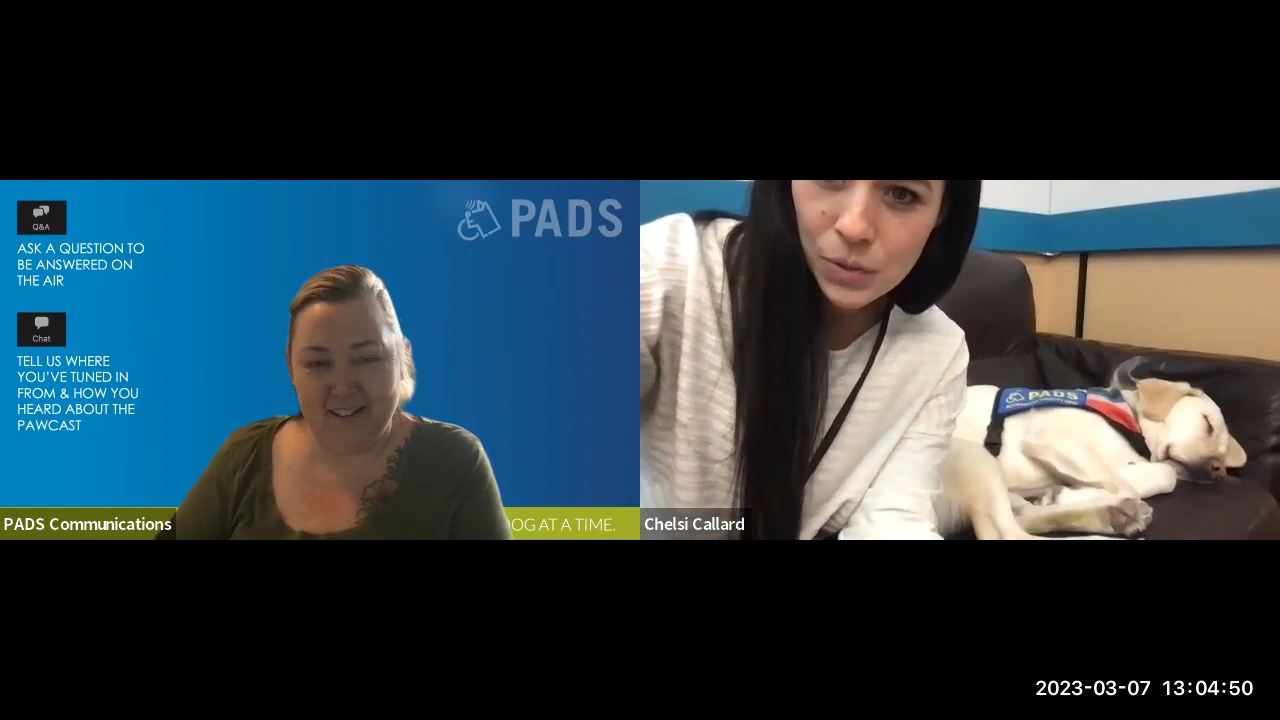 Q&A
ASK A QUESTION TO
BE ANSWERED ON
THE AIR
Chat
TELL US WHERE
YOU'VE TUNED IN
FROM & HOW YOU
HEARD ABOUT THE
PAWCAST
PADS
PADS Communications
DOG AT A TIME.
PADS
Chelsi Callard
2023-03-07 13:04:50